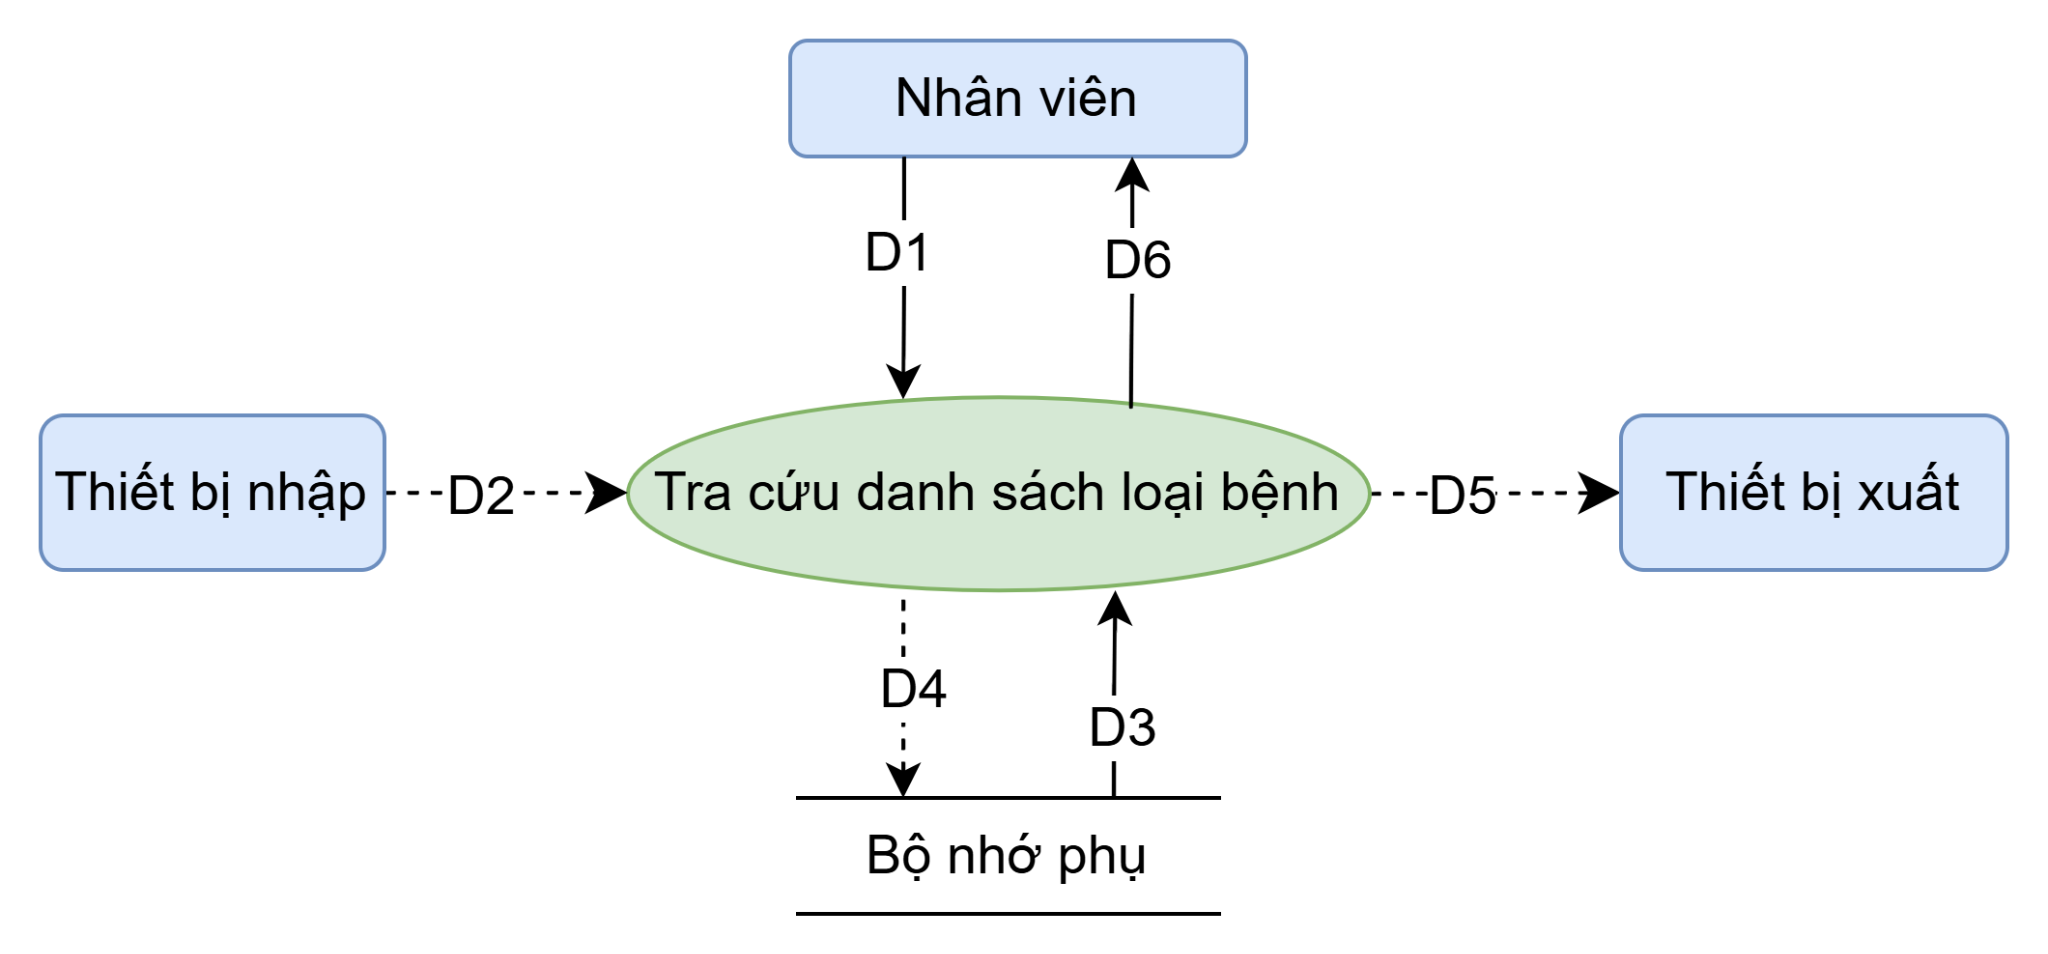 Nhân viên
D1
D6
Thiết bị nhập
D2
Tra cứu danh sách loại bệnh
D5
Thiết bị xuất
D4
D3
Bộ nhớ phụ